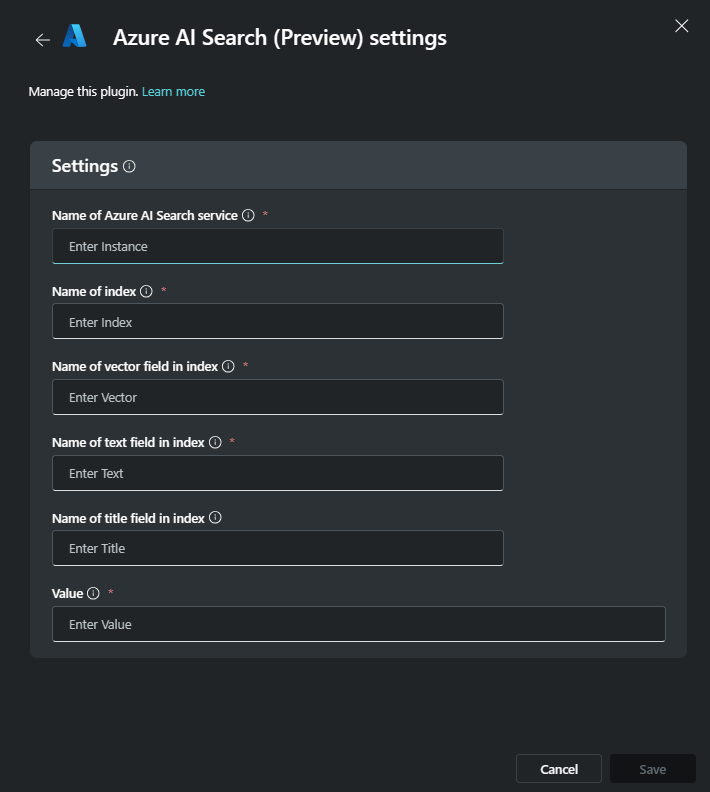 Azure AI Search (Preview) settings
Manage this plugin. Learn more
Settings
Name of Azure AI Search service *
Enter Instance
Name of index *
Enter Index
Name of vector field in index *
Enter Vector
Name of text field in index *
Enter Text
Name of title field in index
Enter Title
Value *
Enter Value
Cancel Save